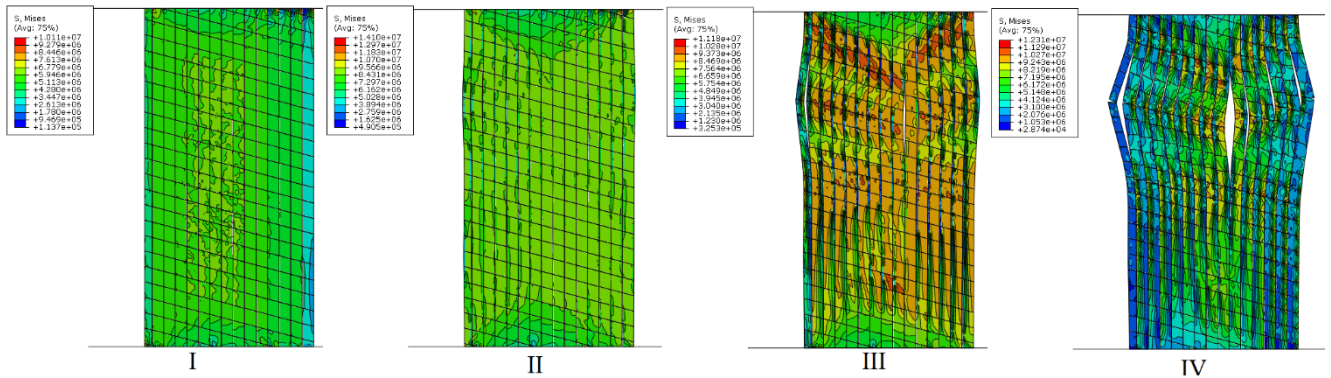 S, Mises
(Avg: 75%)
+1.011e+07
+9.279e+06
+8.446e+06
+7.613e+06
+6.779e+06
+5.946e+06
+5.113e+06
+4.280e+06
+3.447e+06
+2.613e+06
+1.780e+06
+9.469e+05
+1.137e+05
I
S, Mises
(Avg: 75%)
+1.410e+07
+1.297e+07
+1.183e+07
+1.070e+07
+9.566e+06
+8.431e+06
+7.297e+06
+6.162e+06
+5.028e+06
+3.894e+06
+2.759e+06
+1.625e+06
+4.905e+05
II
S, Mises
(Avg: 75%)
+1.118e+07
+1.028e+07
+9.373e+06
+8.469e+06
+7.564e+06
+6.659e+06
+5.754e+06
+4.849e+06
+3.945e+06
+3.040e+06
+2.135e+06
+1.230e+06
+3.253e+05
III
S, Mises
(Avg: 75%)
+1.231e+07
+1.129e+07
+1.027e+07
+9.243e+06
+8.219e+06
+7.195e+06
+6.172e+06
+5.148e+06
+4.124e+06
+3.100e+06
+2.076e+06
+1.053e+06
+2.874e+04
IV